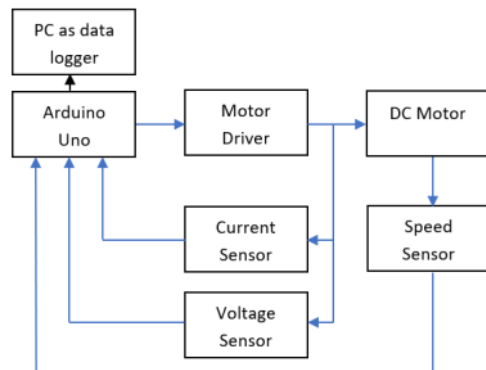 PC as data
logger
Arduino
Uno
Motor
Driver
DC Motor
Current
Sensor
Speed
Sensor
Voltage
Sensor